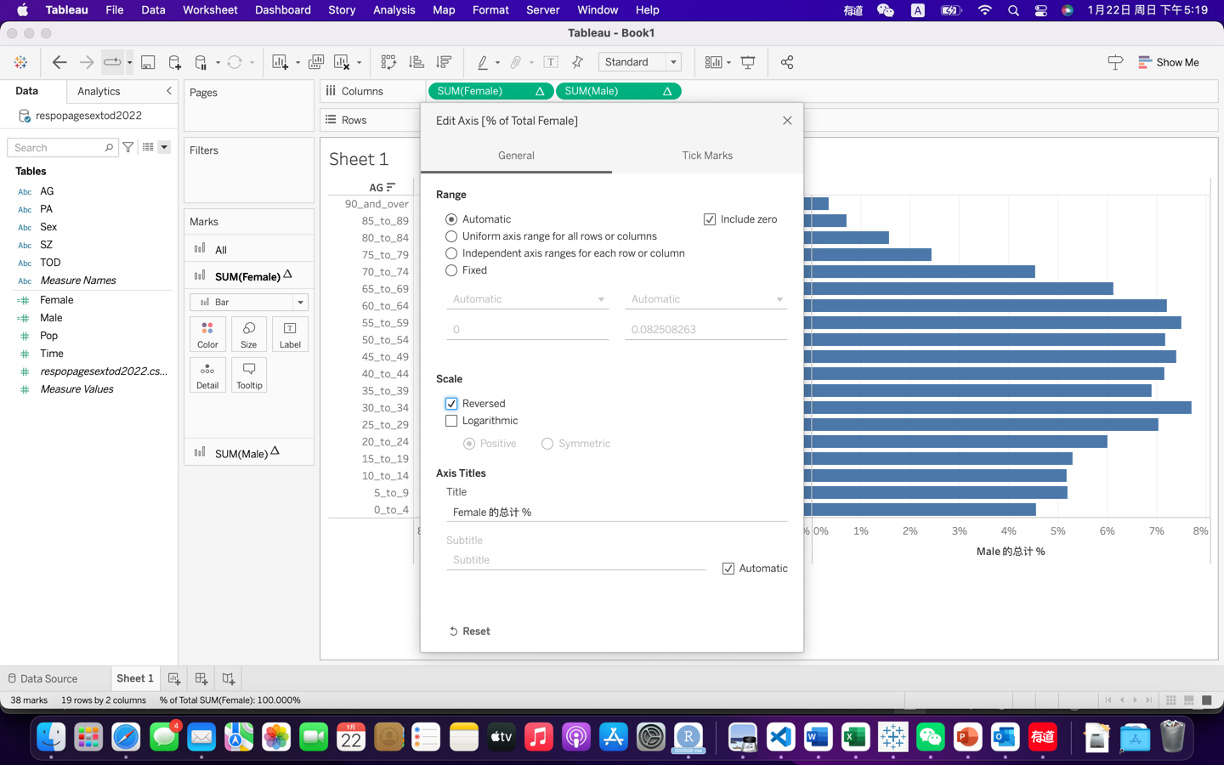 Tableau File Data Worksheet Dashboard Story Analysis Map Format Server Window Help 有道 A 1月22日 周日 下午5:19
Tableau - Book1
Standard Show Me
Data Analytics
respopagesextod2022
Search
Tables
Abc AG
Abc PA
Abc Sex
Abc SZ
Abc TOD
Measure Names
Female
Male
Pop
Time
respopagesextod2022.cs...
Measure Values
Pages
Filters
Marks
All
SUM(Female)
Bar
Color Size Label
Detail Tooltip
SUM(Male)
Columns SUM(Female) SUM(Male)
Rows
Sheet 1
AG
90_and_over
85_to_89
80_to_84
75_to_79
70_to_74
65_to_69
60_to_64
55_to_59
50_to_54
45_to_49
40_to_44
35_to_39
30_to_34
25_to_29
20_to_24
15_to_19
10_to_14
5_to_9
0_to_4
Edit Axis [% of Total Female]
General Tick Marks
Range
Automatic Include zero
Uniform axis range for all rows or columns
Independent axis ranges for each row or column
Fixed
Automatic Automatic
0 0.082508263
Scale
Reversed
Logarithmic
Positive Symmetric
Axis Titles
Title
Female 的总计 %
Subtitle
Subtitle
Automatic
Reset
% 0% 1% 2% 3% 4% 5% 6% 7% 8%
Male 的总计 %
Data Source Sheet 1
38 marks 19 rows by 2 columns % of Total SUM(Female): 100.000%
4 1月 22 tv R W X P O 有道